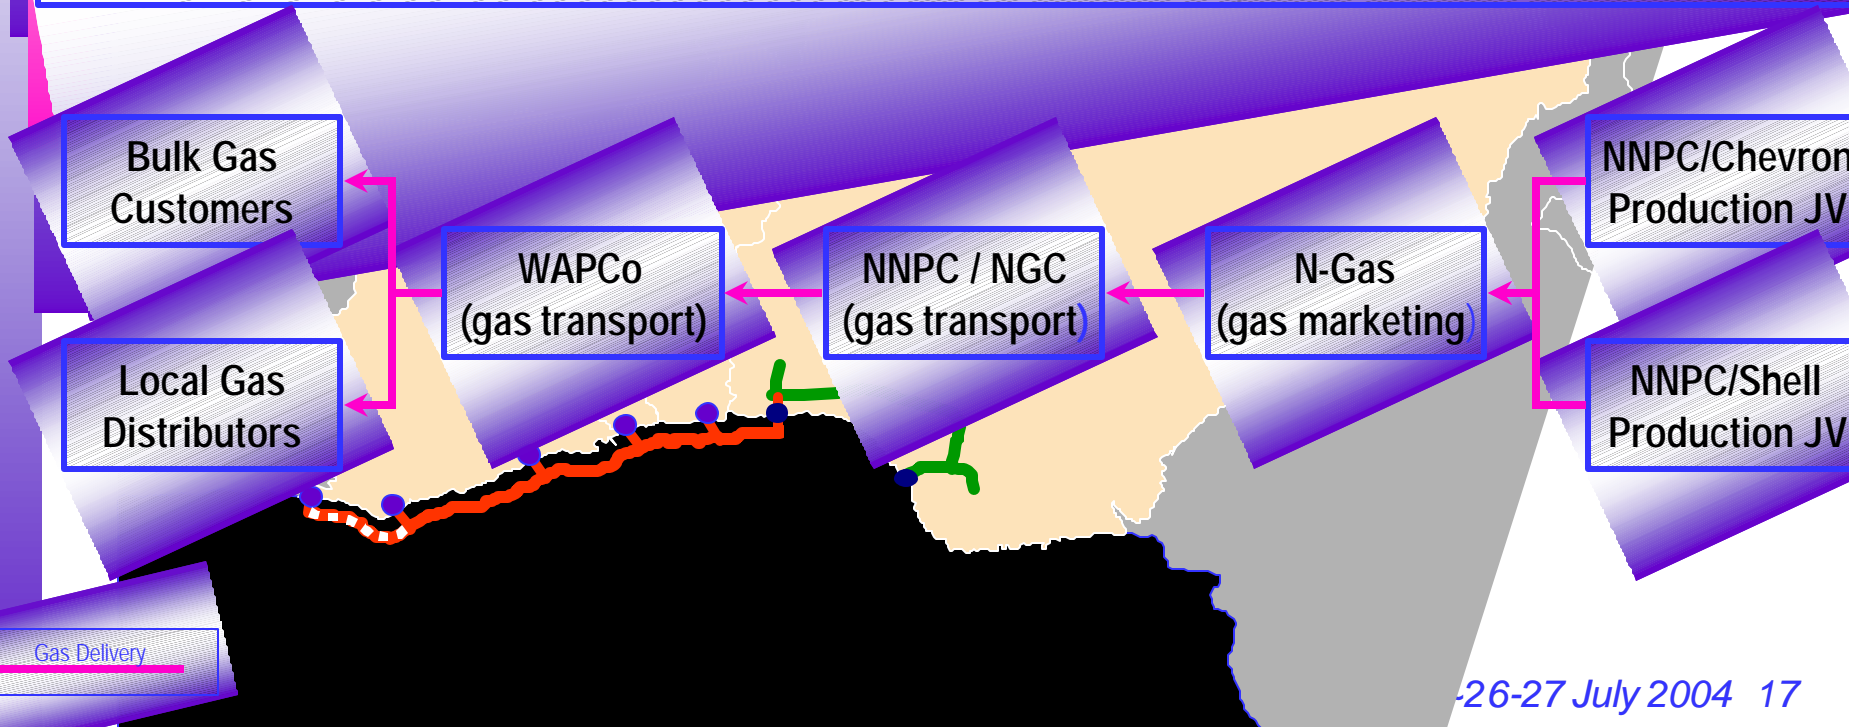 Bulk Gas
Customers
Local Gas
Distributors
WAPCo
(gas transport)
NNPC / NGC
(gas transport)
N-Gas
(gas marketing)
NNPC/Chevron
Production JV
NNPC/Shell
Production JV
Gas Delivery
-26-27 July 2004 17